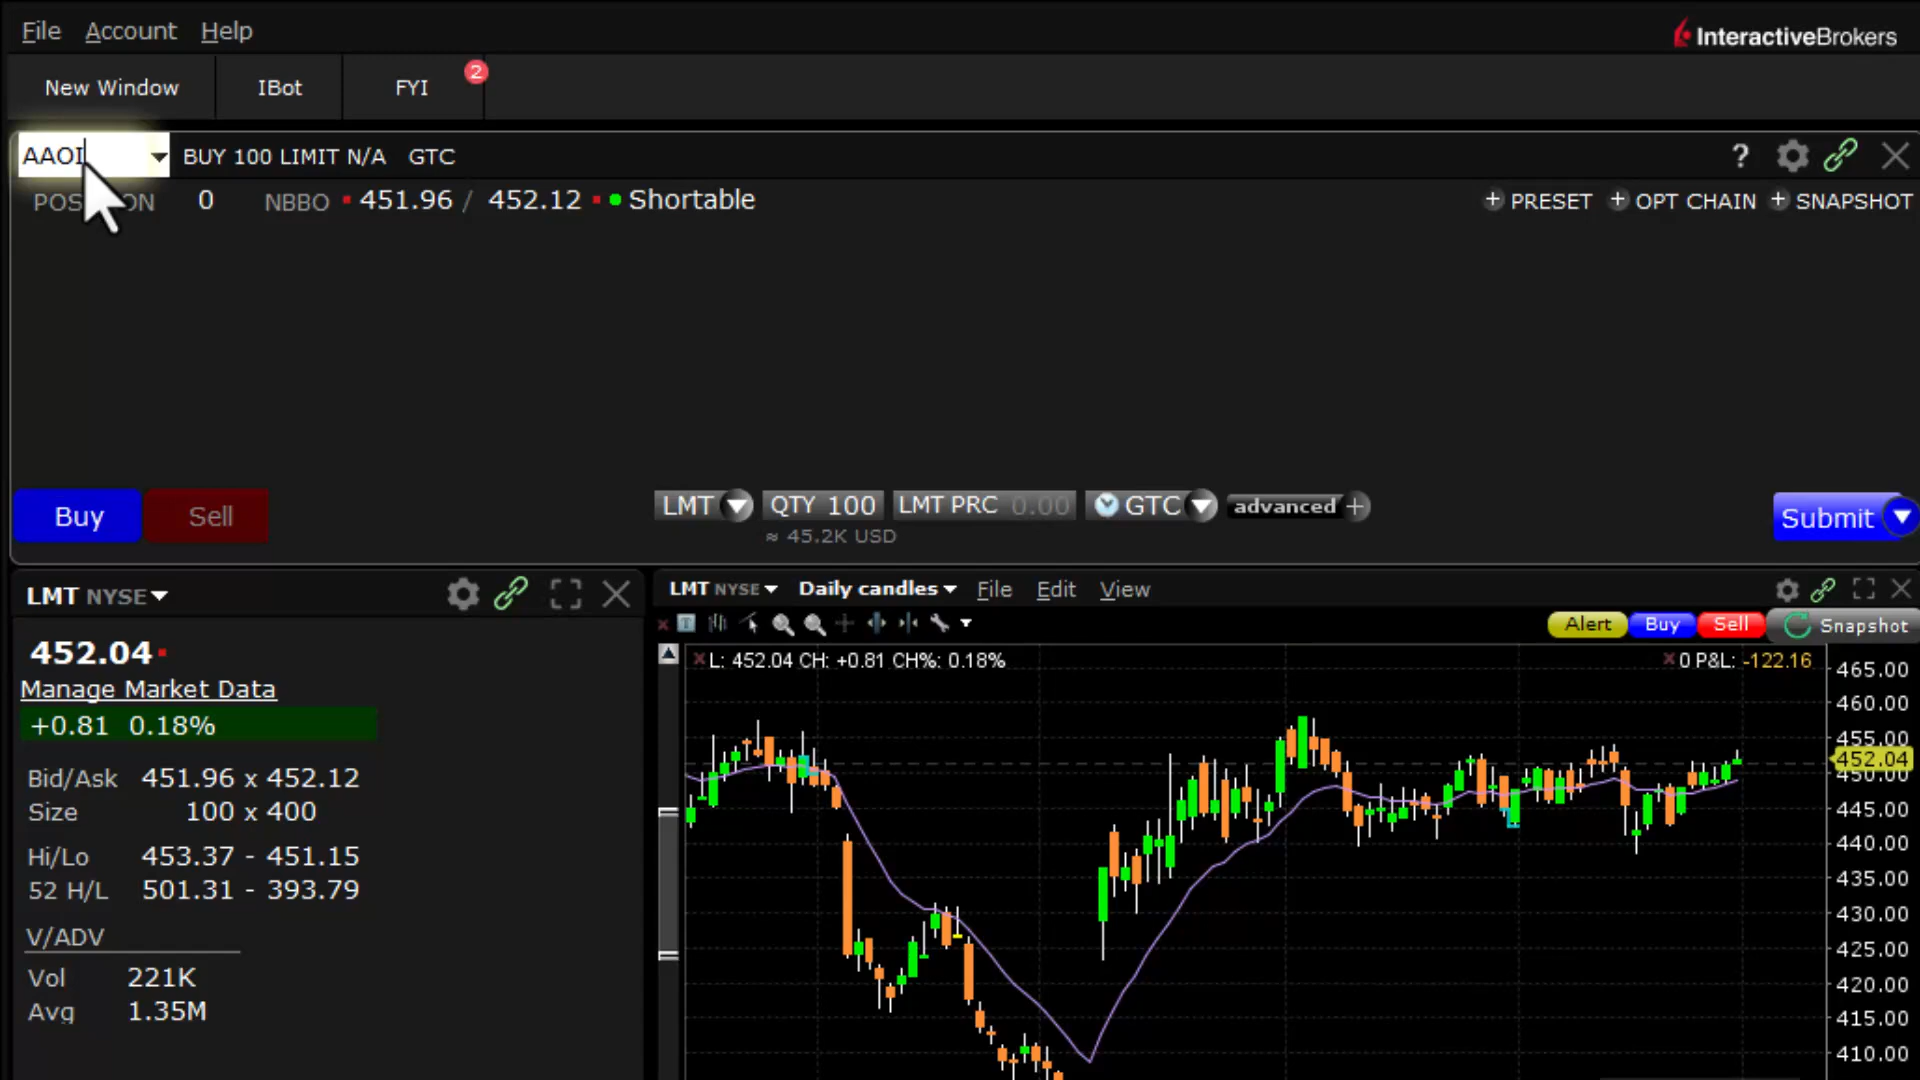 File Account Help
InteractiveBrokers
New Window IBot FYI 2
AAOI BUY 100 LIMIT N/A GTC ?
POSITION 0 NBBO 451.96 / 452.12 Shortable + PRESET + OPT CHAIN + SNAPSHOT
Buy Sell LMT QTY 100 LMT PRC 0.00 GTC advanced + Submit
≈ 45.2K USD
LMT NYSE
452.04
Manage Market Data
+0.81 0.18%
Bid/Ask 451.96 x 452.12
Size 100 x 400
Hi/Lo 453.37 - 451.15
52 H/L 501.31 - 393.79
V/ADV
Vol 221K
Avg 1.35M
LMT NYSE Daily candles File Edit View
Alert Buy Sell Snapshot
L: 452.04 CH: +0.81 CH%: 0.18%
0 P&L: -122.16
465.00
460.00
455.00
452.04
450.00
445.00
440.00
435.00
430.00
425.00
420.00
415.00
410.00